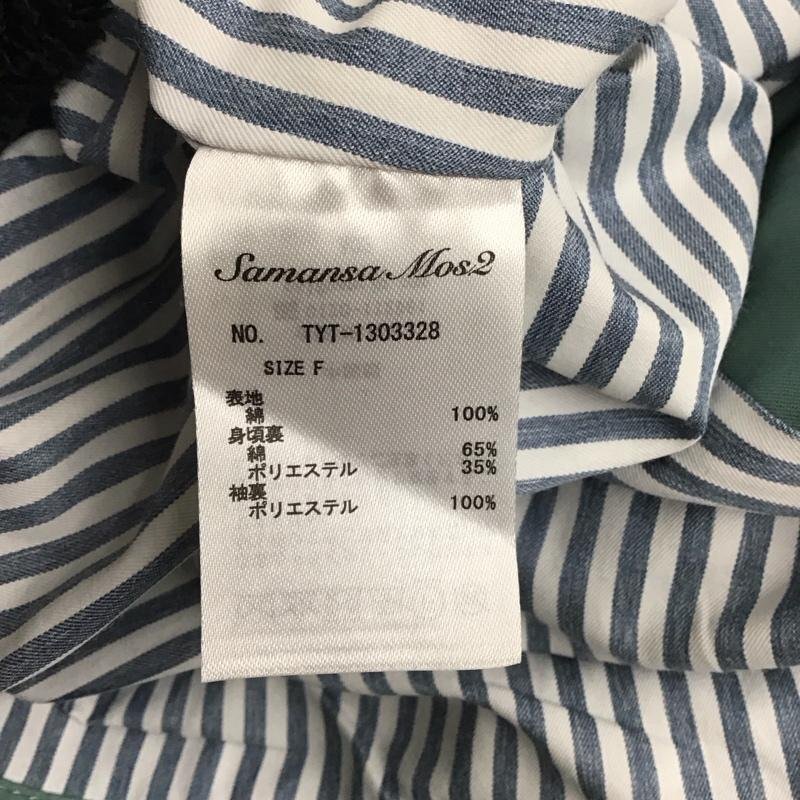 Samansa Mos2
NO. TYT-1303328
SIZE F
表地
綿 100%
身頃裏
綿 65%
ポリエステル 35%
袖裏
ポリエステル 100%